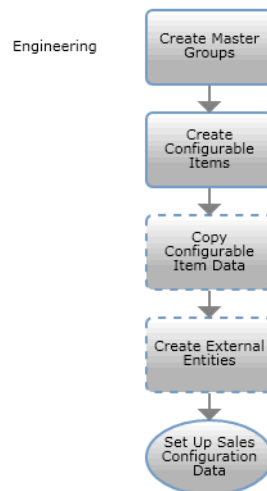 Engineering
Create Master
Groups
Create
Configurable
Items
Copy
Configurable
Item Data
Create External
Entities
Set Up Sales
Configuration
Data